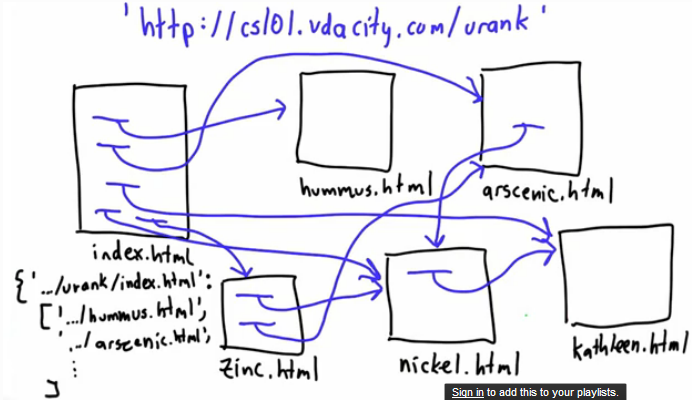 'http://cs101.udacity.com/urank'
hummus.html
arscenic.html
index.html
{'.../urank/index.html':
['.../hummus.html',
'.../arscenic.html',
⋮
]
zinc.html
nickel.html
kathleen.html
Sign in to add this to your playlists.